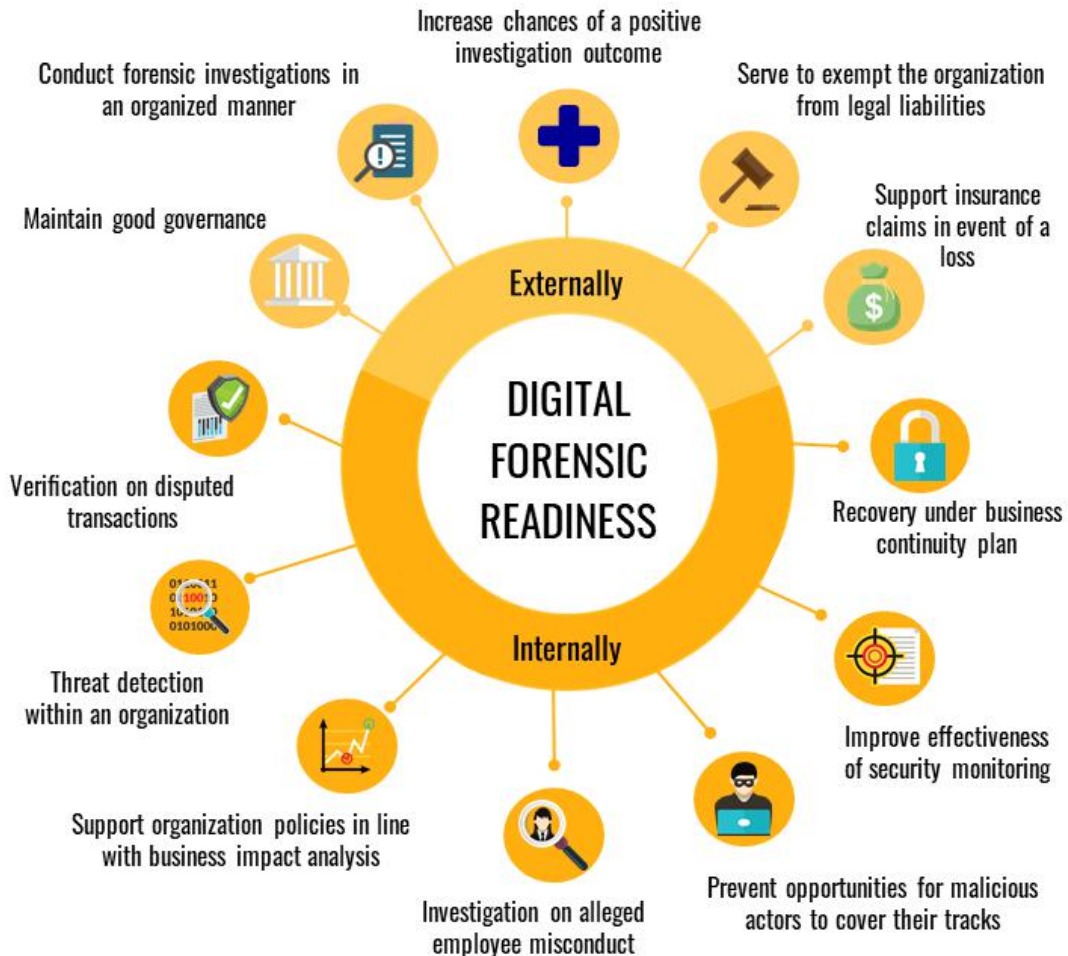 Increase chances of a positive
investigation outcome
Conduct forensic investigations in
an organized manner
Serve to exempt the organization
from legal liabilities
Support insurance
claims in event of a
loss
Maintain good governance
Externally
$
DIGITAL
FORENSIC
READINESS
Verification on disputed
transactions
Recovery under business
continuity plan
Threat detection
within an organization
Internally
Improve effectiveness
of security monitoring
Support organization policies in line
with business impact analysis
Prevent opportunities for malicious
actors to cover their tracks
Investigation on alleged
employee misconduct
0101000